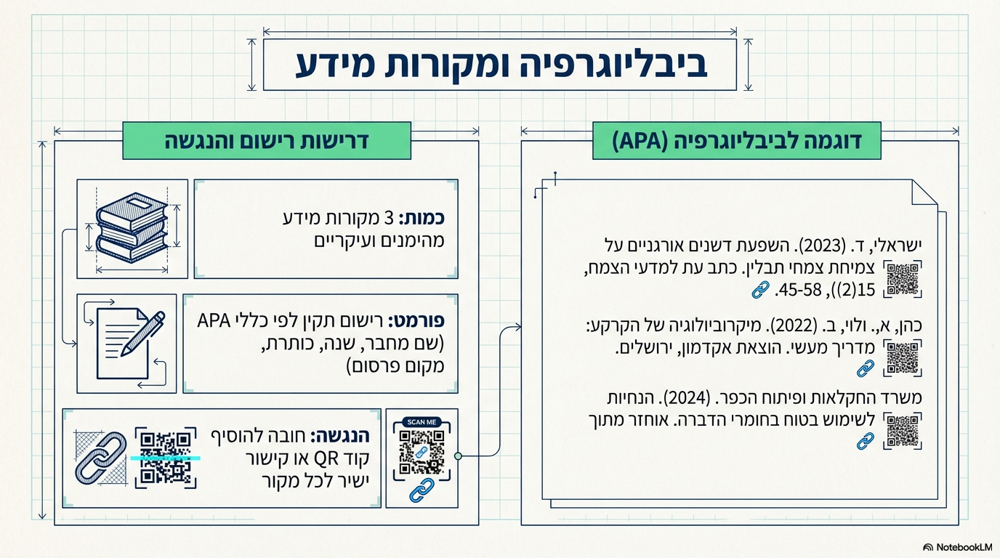 ביבליוגרפיה ומקורות מידע
דוגמה לביבליוגרפיה (APA)
ישראלי, ד. (2023). השפעת דשנים אורגניים על
צמיחת צמחי תבלין. כתב עת למדעי הצמח,
15(2)), 45-58.
כהן, א., ולוי, ב. (2022). מיקרוביולוגיה של הקרקע:
מדריך מעשי. הוצאת אקדמון, ירושלים.
משרד החקלאות ופיתוח הכפר. (2024). הנחיות
לשימוש בטוח בחומרי הדברה. אוחזר מתוך
דרישות רישום והנגשה
כמות: 3 מקורות מידע
מהימנים ועיקריים
פורמט: רישום תקין לפי כללי APA
(שם מחבר, שנה, כותרת,
מקום פרסום)
SCAN ME
הנגשה: חובה להוסיף
קוד QR או קישור
ישיר לכל מקור
NotebookLM